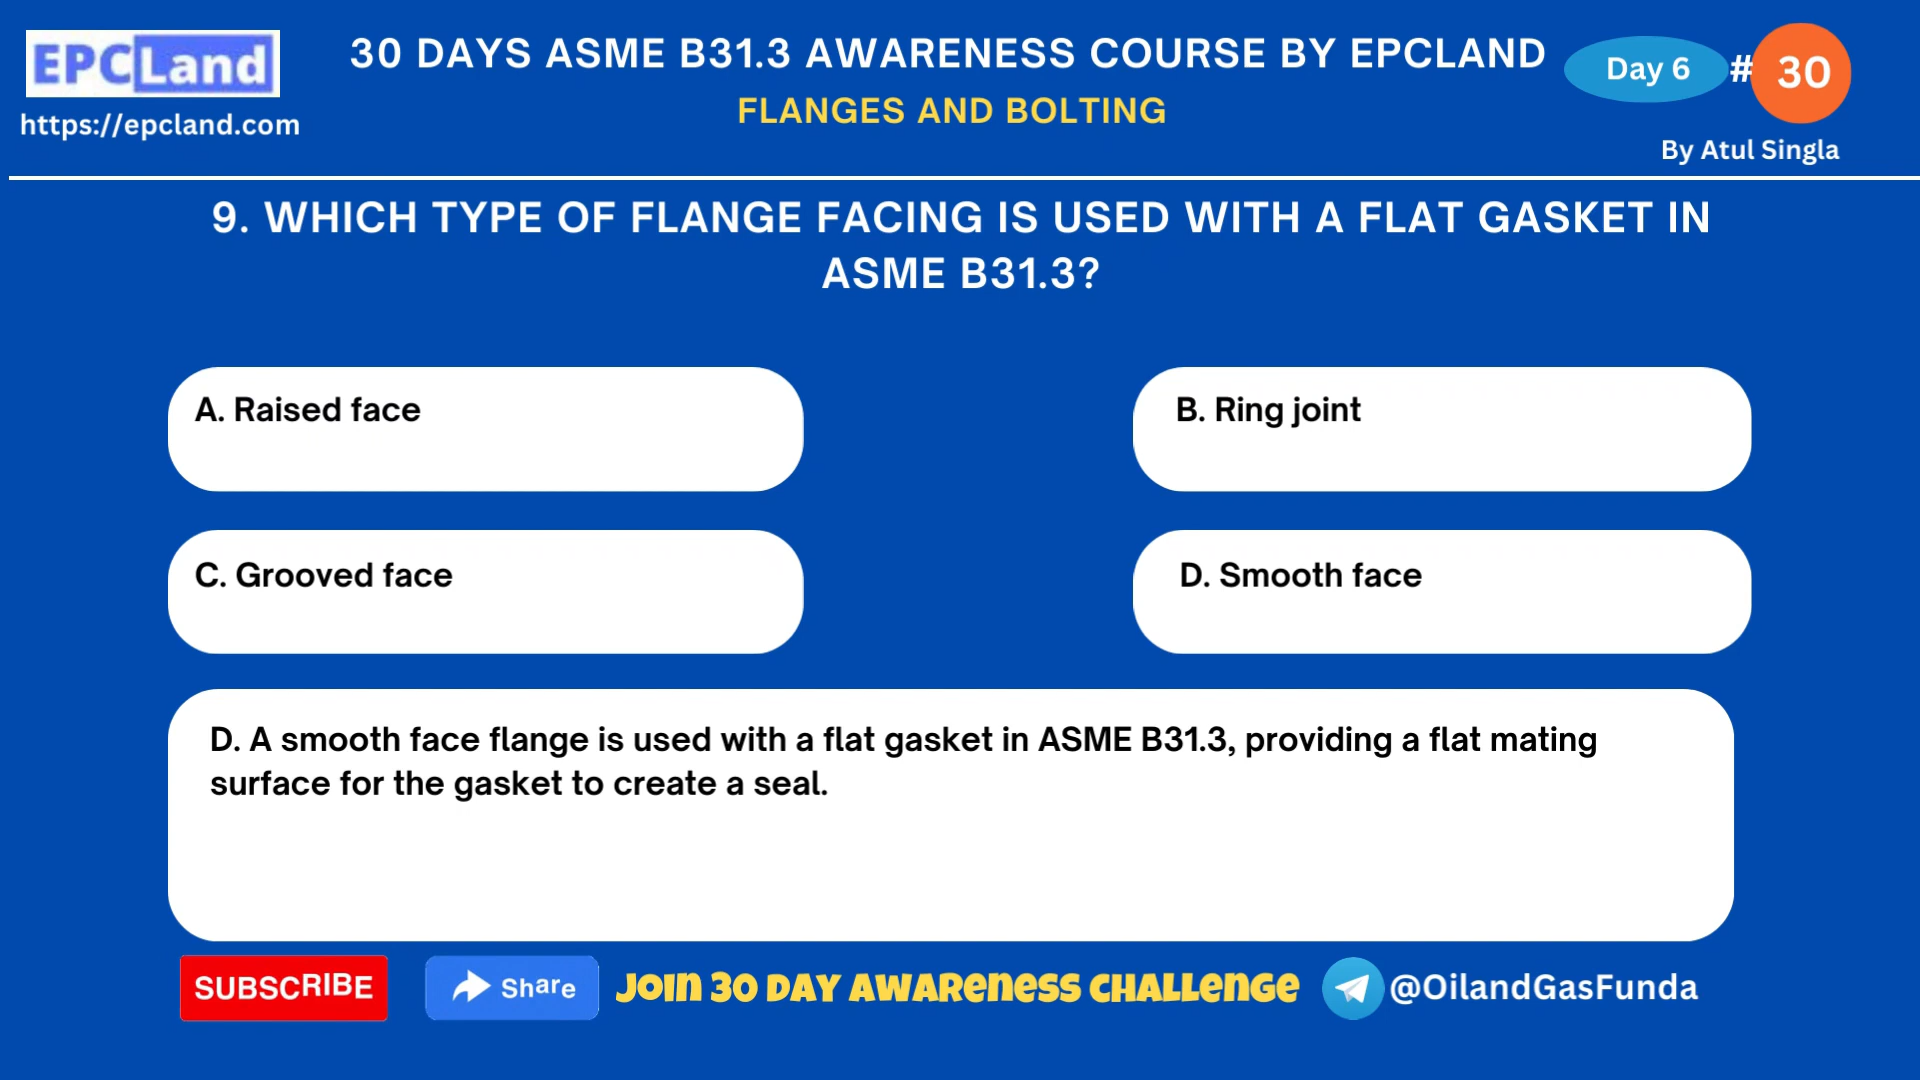 EPCLand
https://epcland.com
30 DAYS ASME B31.3 AWARENESS COURSE BY EPCLAND
FLANGES AND BOLTING
Day 6
#
30
By Atul Singla
9. WHICH TYPE OF FLANGE FACING IS USED WITH A FLAT GASKET IN
ASME B31.3?
A. Raised face
B. Ring joint
C. Grooved face
D. Smooth face
D. A smooth face flange is used with a flat gasket in ASME B31.3, providing a flat mating
surface for the gasket to create a seal.
SUBSCRIBE
Share
Join 30 Day Awareness Challenge
@OilandGasFunda